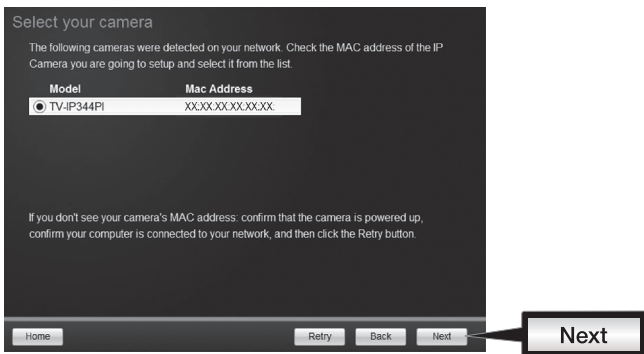 Select your camera
The following cameras were detected on your network. Check the MAC address of the IP
Camera you are going to setup and select it from the list.
Model Mac Address
TV-IP344PI XX:XX:XX:XX:XX:XX:
If you don't see your camera's MAC address: confirm that the camera is powered up,
confirm your computer is connected to your network, and then click the Retry button.
Home Retry Back Next
Next